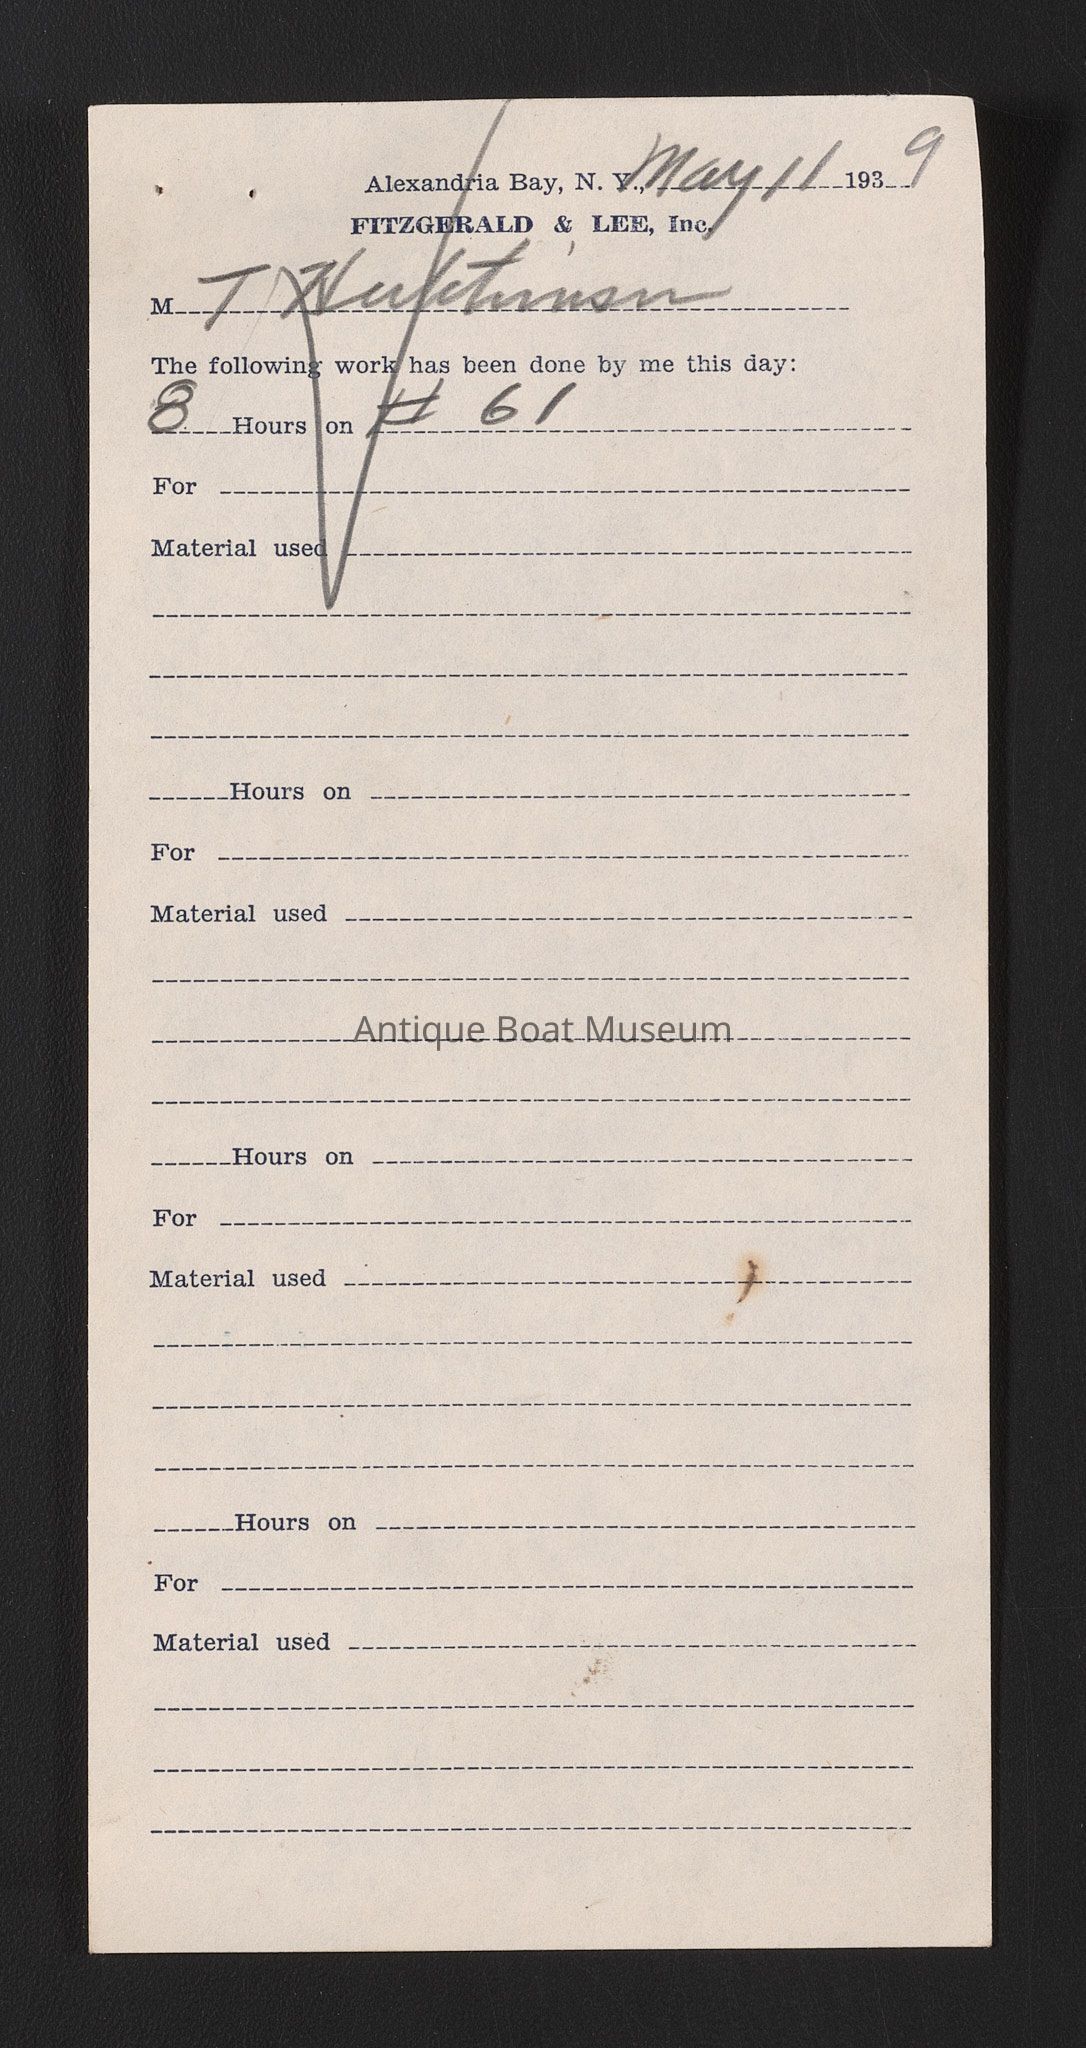 Alexandria Bay, N. Y., May 11 1939
FITZGERALD & LEE, Inc.
M T Hutchinson
The following work has been done by me this day:
8 Hours on # 61
For
Material used
Hours on
For
Material used
Antique Boat Museum
Hours on
For
Material used
Hours on
For
Material used